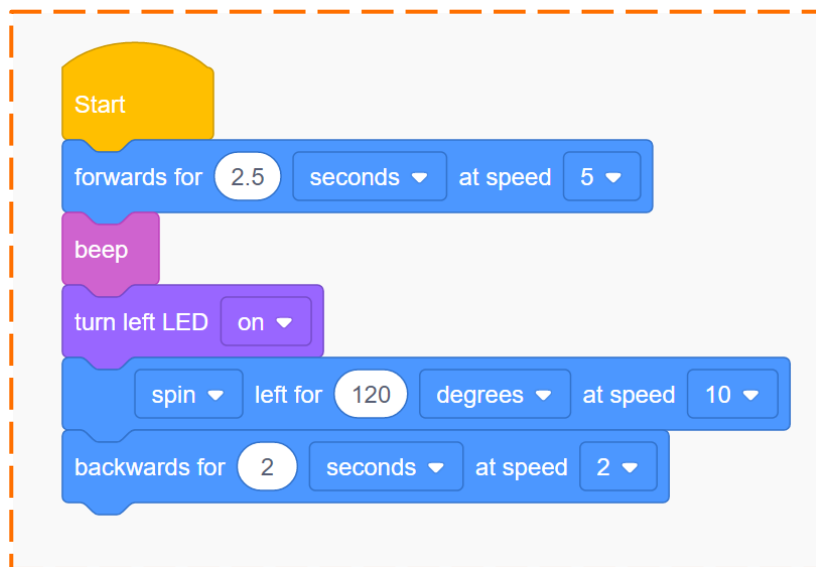 Start
forwards for 2.5 seconds at speed 5
beep
turn left LED on
spin left for 120 degrees at speed 10
backwards for 2 seconds at speed 2